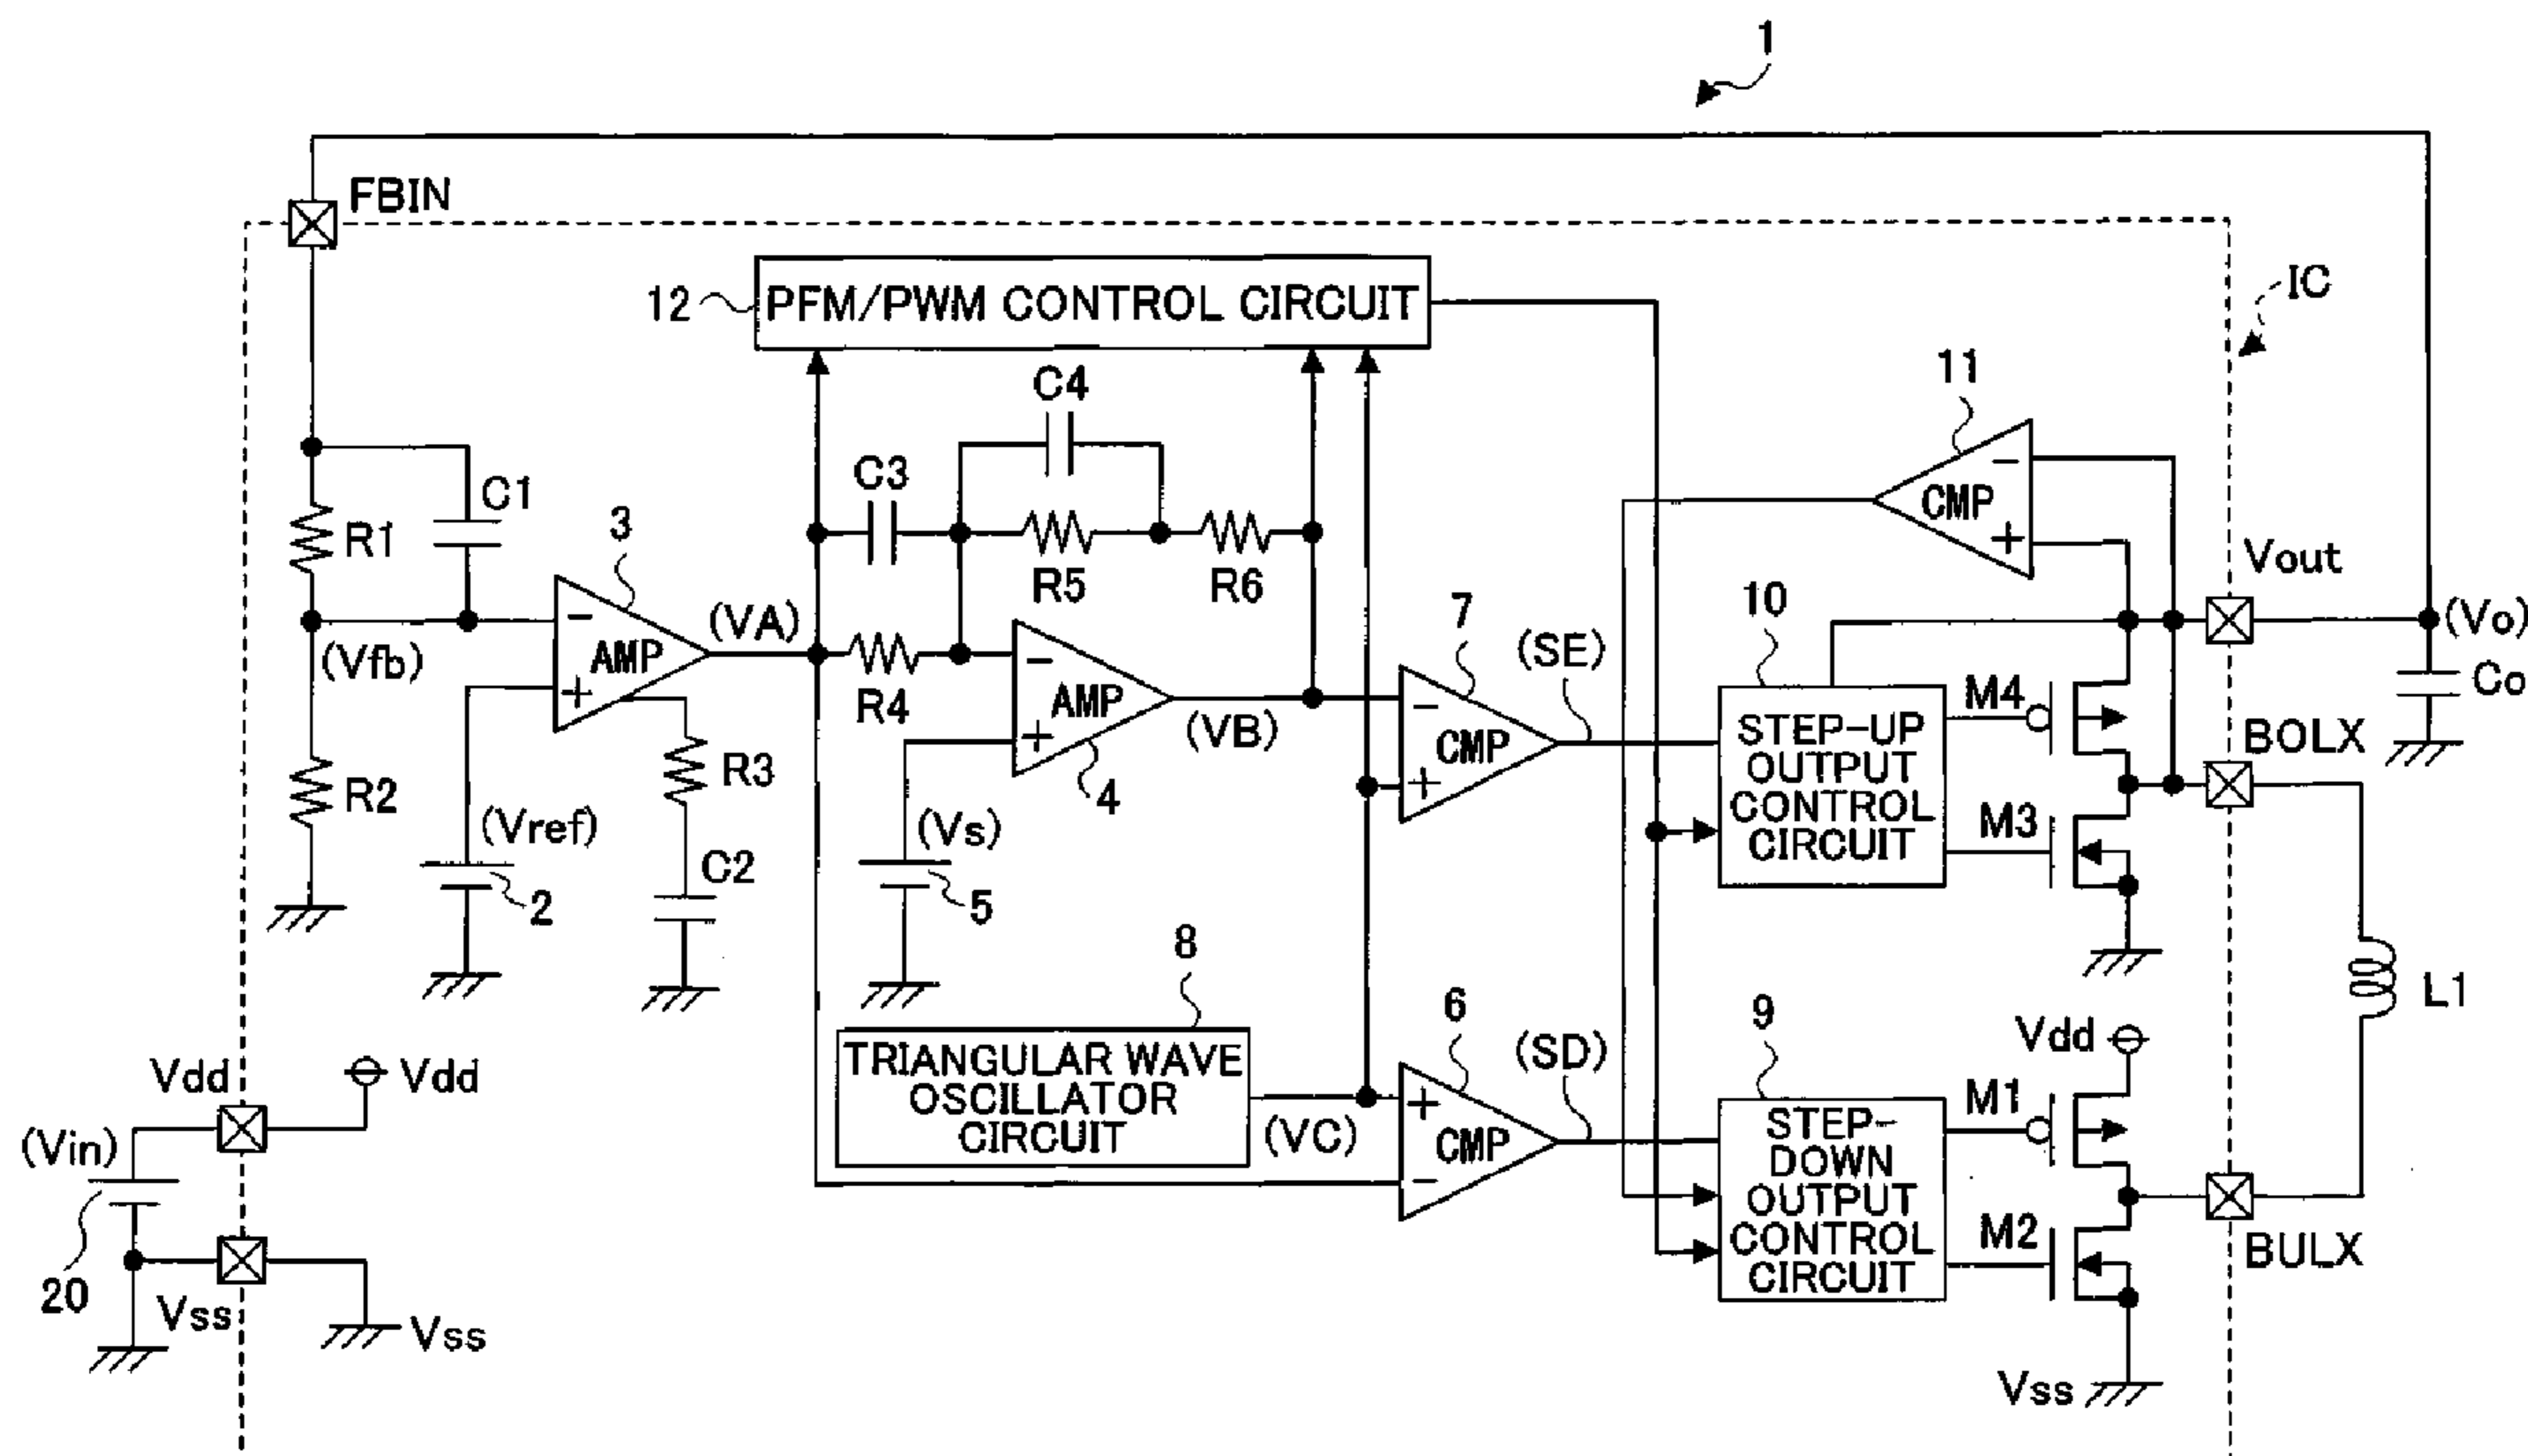 1
FBIN
12
PFM/PWM CONTROL CIRCUIT
IC
11
C4
C3
C1
R1
3
CMP
-
+
Vout
R5
R6
(VA)
-
AMP
+
(Vfb)
7
(SE)
10
(Vo)
R4
-
AMP
+
(VB)
4
-
CMP
+
STEP-UP
OUTPUT
CONTROL
CIRCUIT
M4
Co
BOLX
R3
R2
(Vref)
2
C2
(Vs)
5
M3
8
L1
TRIANGULAR WAVE
OSCILLATOR
CIRCUIT
(VC)
6
(SD)
9
Vdd
+
CMP
-
STEP-
DOWN
OUTPUT
CONTROL
CIRCUIT
M1
M2
BULX
Vdd
Vdd
(Vin)
20
Vss
Vss
Vss